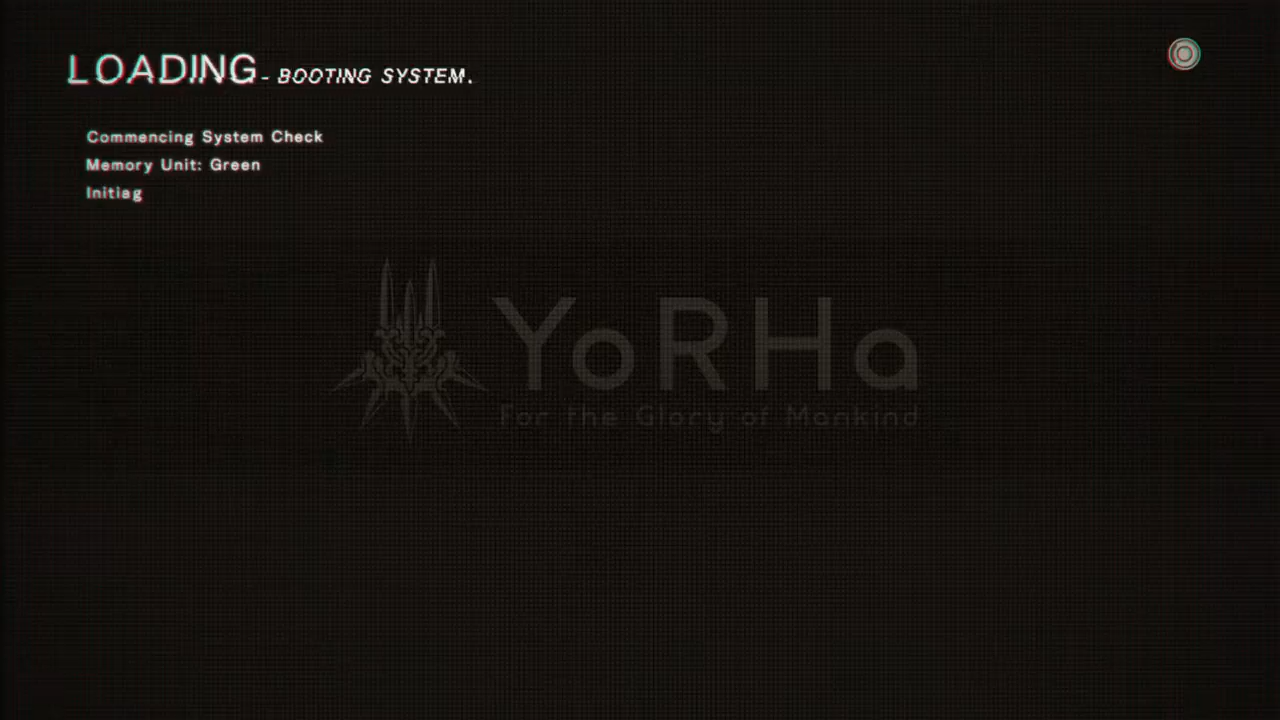 LOADING - BOOTING SYSTEM.
Commencing System Check
Memory Unit: Green
Initiag
YoRHa
For the Glory of Mankind